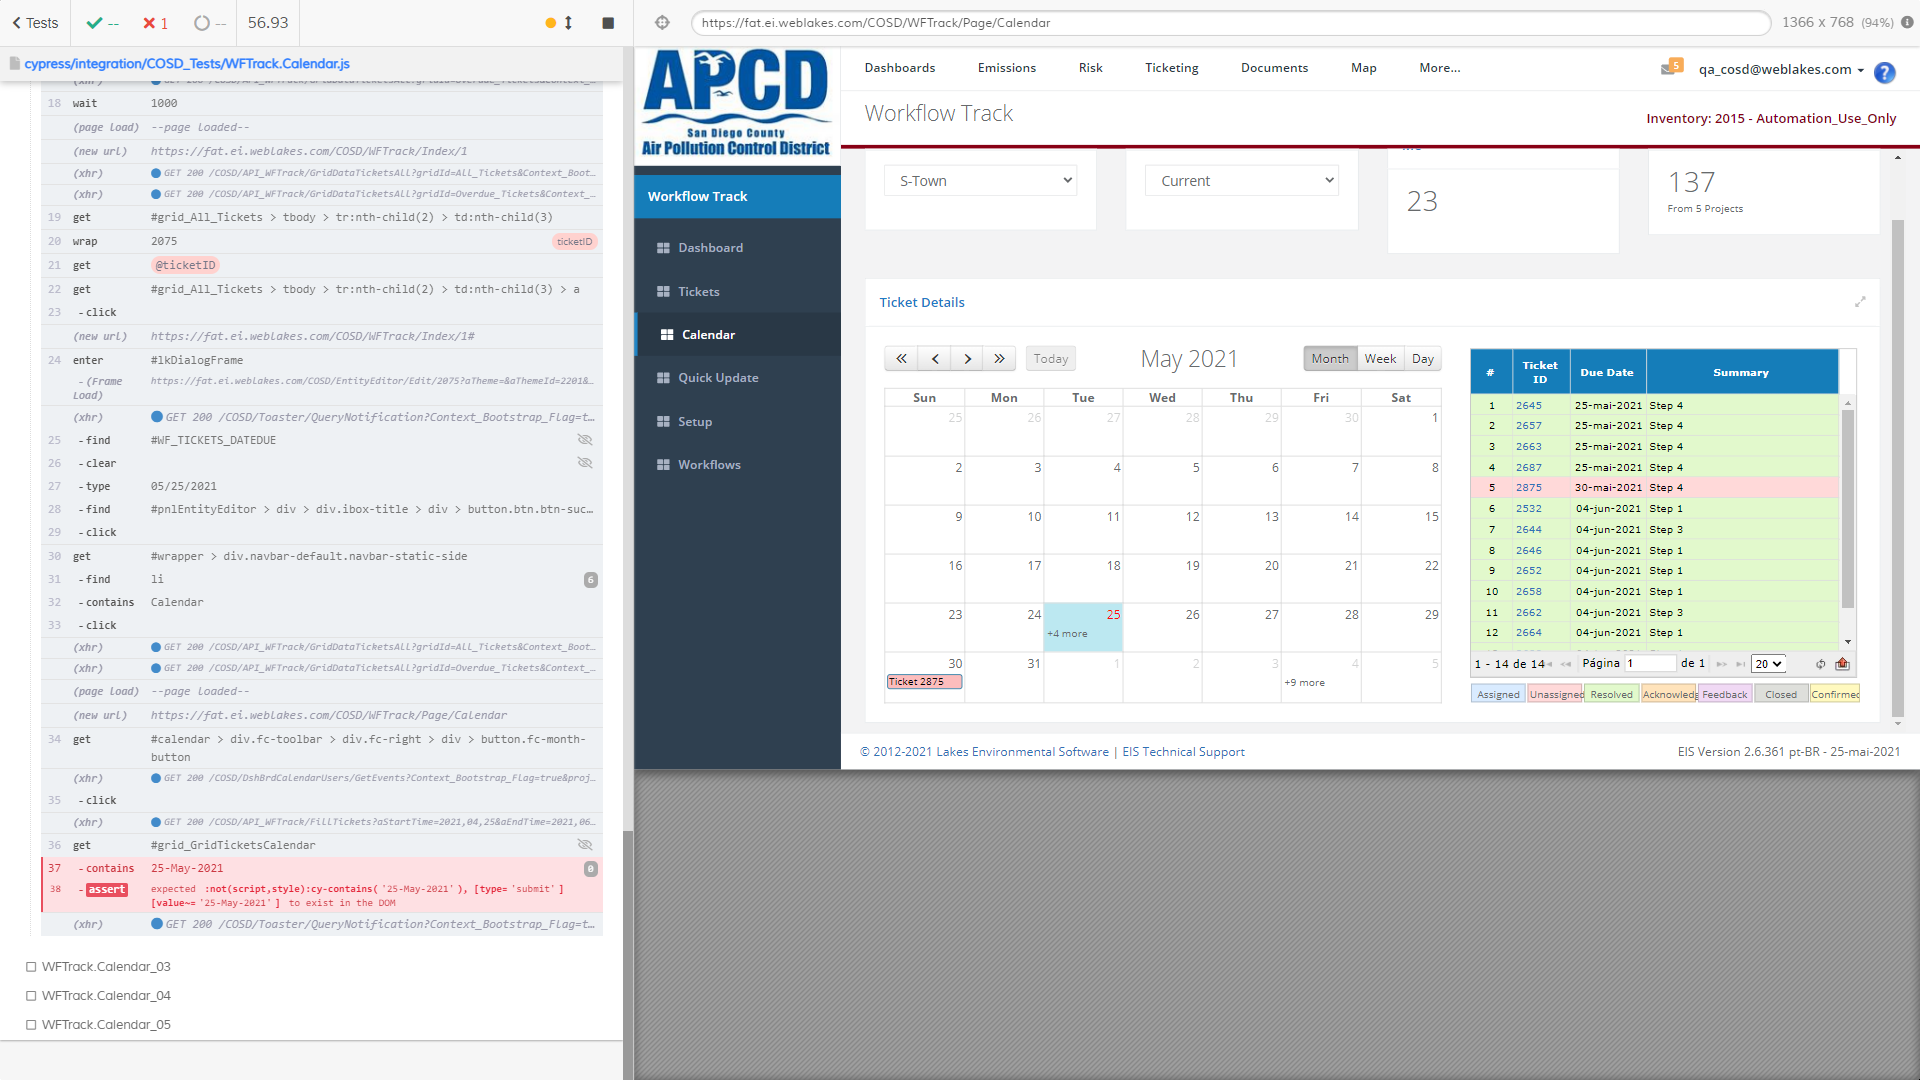 Tests
--
1
--
56.93
cypress/integration/COSD_Tests/WFTrack.Calendar.js
18 wait 1000
(page load) --page loaded--
(new url) https://fat.ei.weblakes.com/COSD/WFTrack/Index/1
(xhr) GET 200 /COSD/API_WFTrack/GridDataTicketsAll?gridId=All_Tickets&Context_Boot...
(xhr) GET 200 /COSD/API_WFTrack/GridDataTicketsAll?gridId=Overdue_Tickets&Context_...
19 get #grid_All_Tickets > tbody > tr:nth-child(2) > td:nth-child(3)
20 wrap 2075 ticketID
21 get @ticketID
22 get #grid_All_Tickets > tbody > tr:nth-child(2) > td:nth-child(3) > a
23 - click
(new url) https://fat.ei.weblakes.com/COSD/WFTrack/Index/1#
24 enter #lkDialogFrame
- (Frame Load) https://fat.ei.weblakes.com/COSD/EntityEditor/Edit/2075?aTheme=&aThemeId=2201&...
(xhr) GET 200 /COSD/Toaster/QueryNotification?Context_Bootstrap_Flag=t...
25 - find #WF_TICKETS_DATEDUE
26 - clear
27 - type 05/25/2021
28 - find #pnlEntityEditor > div > div.ibox-title > div > button.btn.btn-suc...
29 - click
30 get #wrapper > div.navbar-default.navbar-static-side
31 - find li 6
32 - contains Calendar
33 - click
(xhr) GET 200 /COSD/API_WFTrack/GridDataTicketsAll?gridId=All_Tickets&Context_Boot...
(xhr) GET 200 /COSD/API_WFTrack/GridDataTicketsAll?gridId=Overdue_Tickets&Context_...
(page load) --page loaded--
(new url) https://fat.ei.weblakes.com/COSD/WFTrack/Page/Calendar
34 get #calendar > div.fc-toolbar > div.fc-right > div > button.fc-month-
button
(xhr) GET 200 /COSD/DshBrdCalendarUsers/GetEvents?Context_Bootstrap_Flag=true&proj...
35 - click
(xhr) GET 200 /COSD/API_WFTrack/FillTickets?aStartTime=2021,04,25&aEndTime=2021,06...
36 get #grid_GridTicketsCalendar
37 - contains 25-May-2021 0
38 - assert expected :not(script,style):cy-contains('25-May-2021'), [type='submit']
[value~='25-May-2021'] to exist in the DOM
(xhr) GET 200 /COSD/Toaster/QueryNotification?Context_Bootstrap_Flag=t...
WFTrack.Calendar_03
WFTrack.Calendar_04
WFTrack.Calendar_05
https://fat.ei.weblakes.com/COSD/WFTrack/Page/Calendar
1366 x 768 (94%)
APCD
San Diego County
Air Pollution Control District
Dashboards Emissions Risk Ticketing Documents Map More...
5
qa_cosd@weblakes.com
?
Workflow Track
Inventory: 2015 - Automation_Use_Only
Workflow Track
Dashboard
Tickets
Calendar
Quick Update
Setup
Workflows
S-Town
Current
23
137
From 5 Projects
Ticket Details
Today
May 2021
Month Week Day
Sun Mon Tue Wed Thu Fri Sat
25 26 27 28 29 30 1
2 3 4 5 6 7 8
9 10 11 12 13 14 15
16 17 18 19 20 21 22
23 24 25 26 27 28 29
+4 more
30 31 1 2 3 4 5
Ticket 2875
+9 more
# Ticket ID Due Date Summary
1 2645 25-mai-2021 Step 4
2 2657 25-mai-2021 Step 4
3 2663 25-mai-2021 Step 4
4 2687 25-mai-2021 Step 4
5 2875 30-mai-2021 Step 4
6 2532 04-jun-2021 Step 1
7 2644 04-jun-2021 Step 3
8 2646 04-jun-2021 Step 1
9 2652 04-jun-2021 Step 1
10 2658 04-jun-2021 Step 1
11 2662 04-jun-2021 Step 3
12 2664 04-jun-2021 Step 1
1 - 14 de 14 Página 1 de 1 20
Assigned Unassigned Resolved Acknowledg Feedback Closed Confirmed
© 2012-2021 Lakes Environmental Software | EIS Technical Support
EIS Version 2.6.361 pt-BR - 25-mai-2021